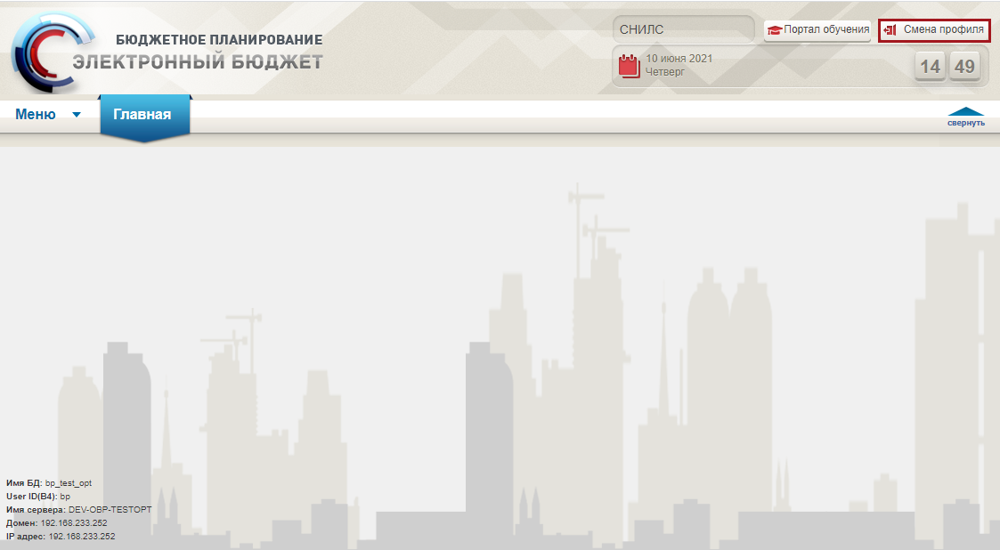 БЮДЖЕТНОЕ ПЛАНИРОВАНИЕ
ЭЛЕКТРОННЫЙ БЮДЖЕТ
СНИЛС
Портал обучения
Смена профиля
10 июня 2021
Четверг
14 49
Меню
Главная
свернуть
Имя БД: bp_test_opt
User ID(B4): bp
Имя сервера: DEV-OBP-TESTOPT
Домен: 192.168.233.252
IP адрес: 192.168.233.252